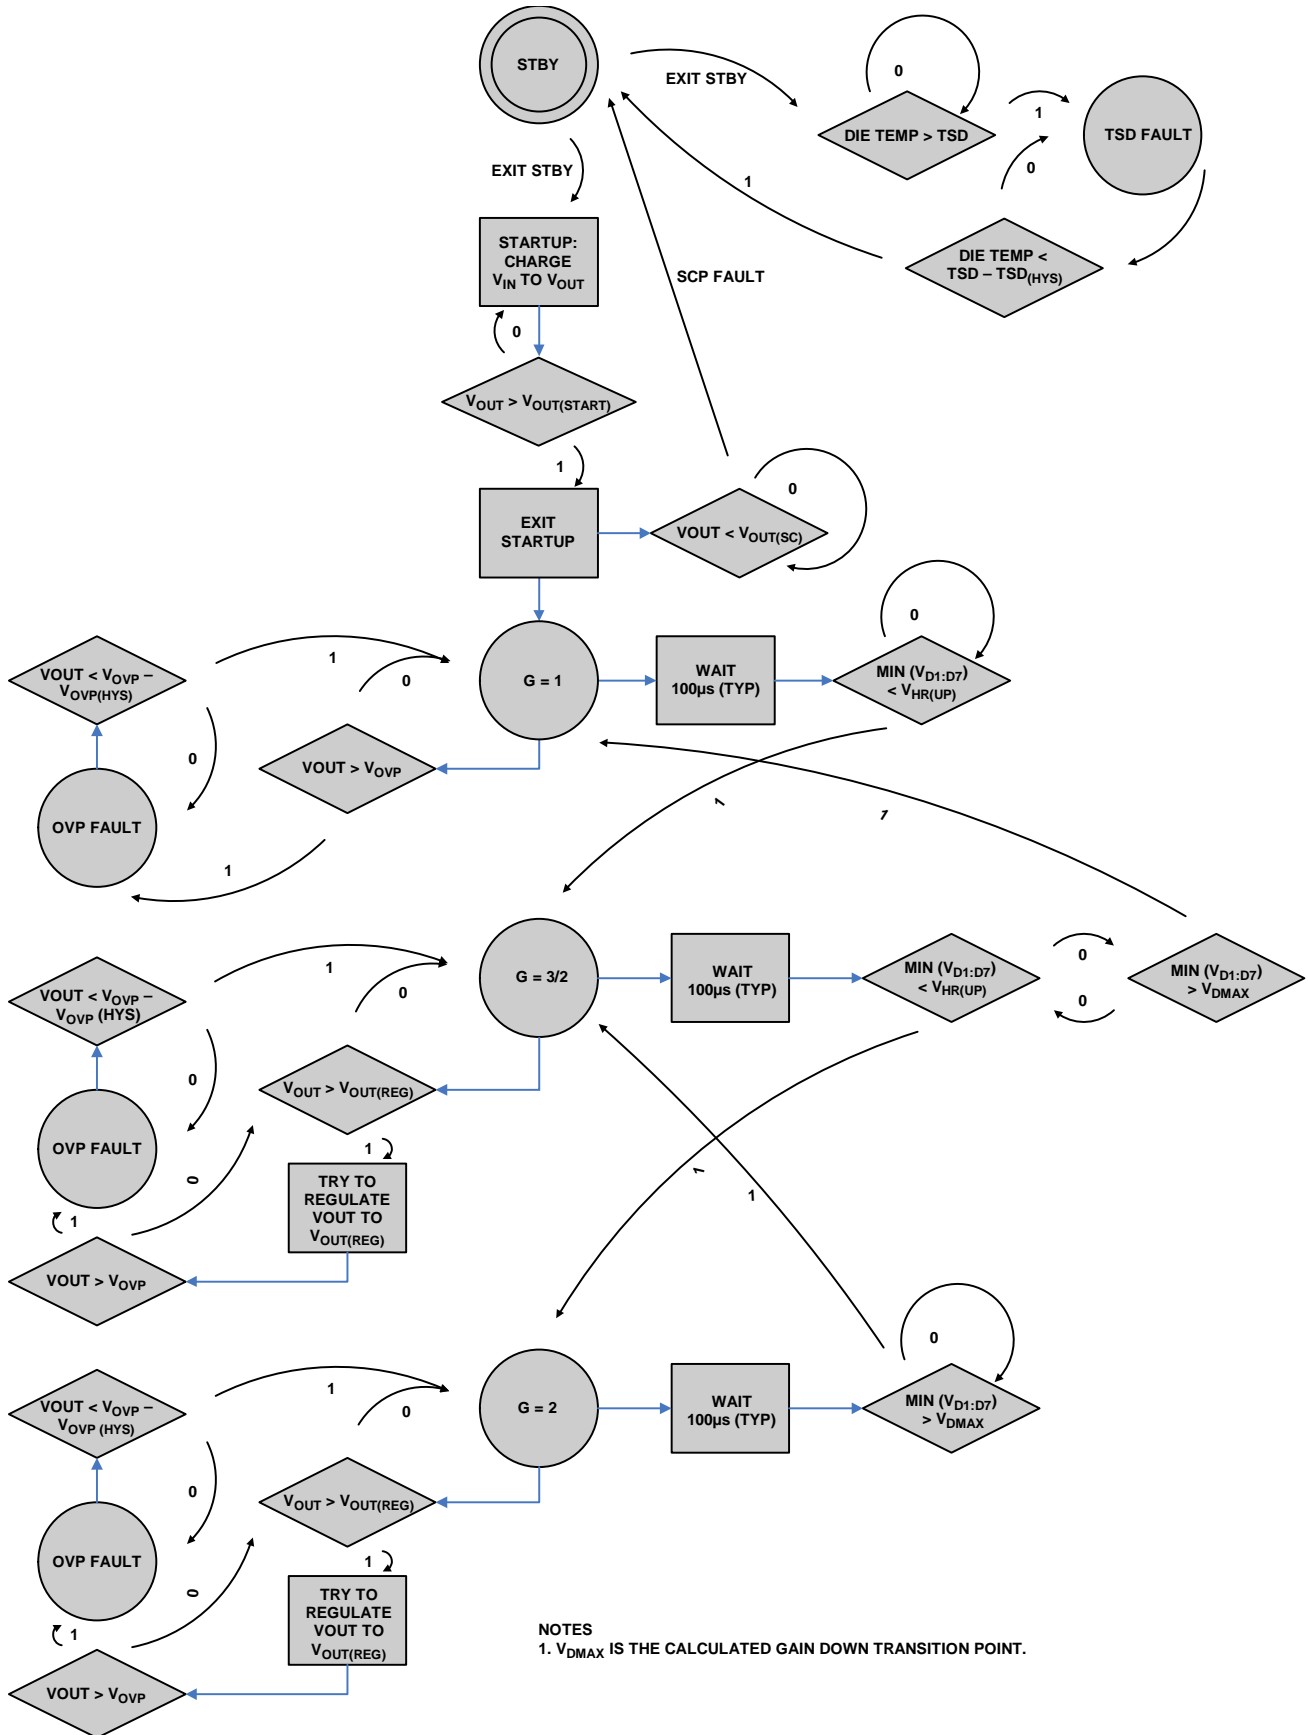 STBY
EXIT STBY
0
DIE TEMP > TSD
1
TSD FAULT
0
EXIT STBY
1
DIE TEMP <
TSD – TSD(HYS)
STARTUP:
CHARGE
VIN TO VOUT
SCP FAULT
0
VOUT > VOUT(START)
1
EXIT
STARTUP
VOUT < VOUT(SC)
0
0
VOUT < VOVP –
VOVP(HYS)
1
0
G = 1
WAIT
100µs (TYP)
MIN (VD1:D7)
< VHR(UP)
0
VOUT > VOVP
OVP FAULT
1
1
1
VOUT < VOVP –
VOVP (HYS)
1
0
G = 3/2
WAIT
100µs (TYP)
MIN (VD1:D7)
< VHR(UP)
0
0
MIN (VD1:D7)
> VDMAX
0
VOUT > VOUT(REG)
OVP FAULT
1
0
1
TRY TO
REGULATE
VOUT TO
VOUT(REG)
1
1
VOUT > VOVP
0
VOUT < VOVP –
VOVP (HYS)
1
0
G = 2
WAIT
100µs (TYP)
MIN (VD1:D7)
> VDMAX
0
VOUT > VOUT(REG)
OVP FAULT
1
0
1
TRY TO
REGULATE
VOUT TO
VOUT(REG)
VOUT > VOVP
NOTES
1. VDMAX IS THE CALCULATED GAIN DOWN TRANSITION POINT.